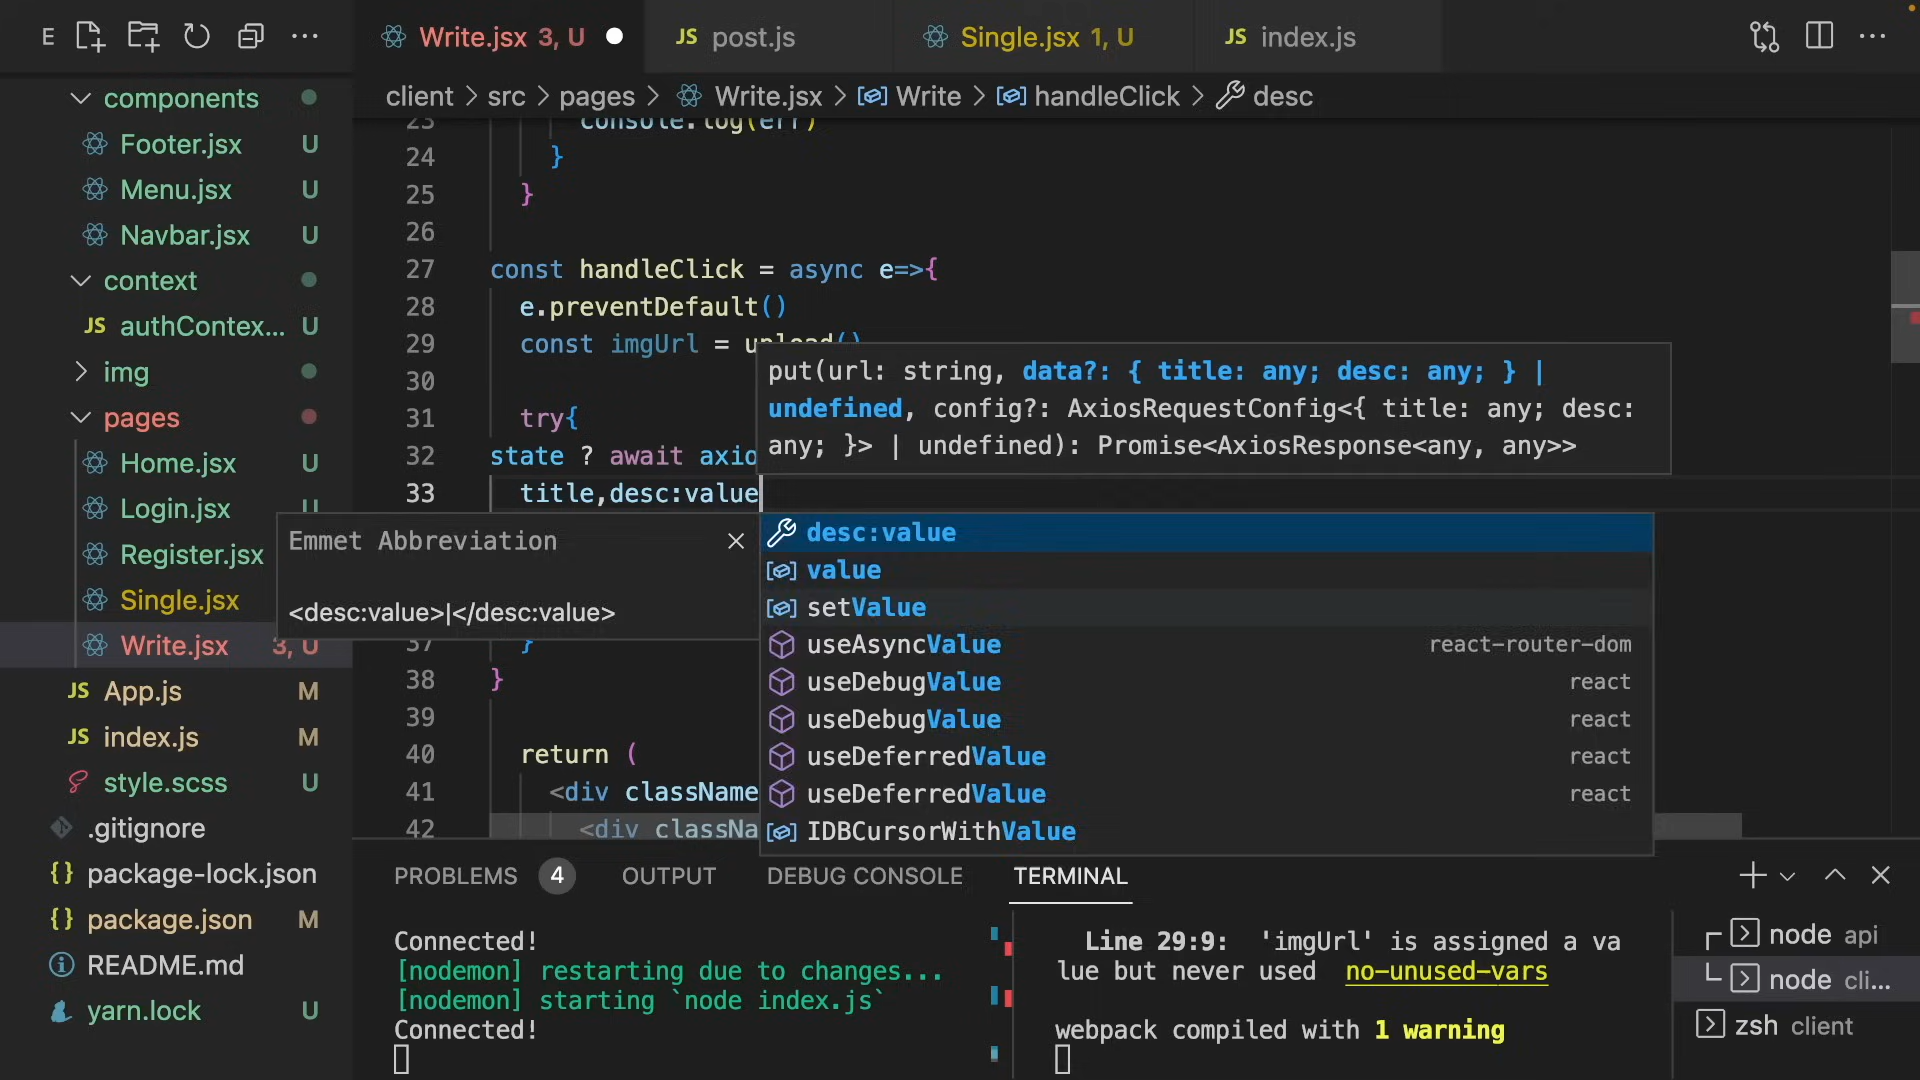 E
Write.jsx 3, U
JS post.js
Single.jsx 1, U
JS index.js
client > src > pages > Write.jsx > Write > handleClick > desc
components
Footer.jsx U
Menu.jsx U
Navbar.jsx U
context
JS authContex... U
img
pages
Home.jsx U
Login.jsx U
Register.jsx U
Single.jsx U
Write.jsx 3, U
JS App.js M
JS index.js M
style.scss U
.gitignore
{} package-lock.json
{} package.json M
README.md
yarn.lock U
23 console.log(err)
24 }
25 }
26
27 const handleClick = async e=>{
28 e.preventDefault()
29 const imgUrl = upload()
30
31 try{
32 state ? await axio
33 title,desc:value
37 }
38 }
39
40 return (
41 <div className
42 <div classNa
put(url: string, data?: { title: any; desc: any; } |
undefined, config?: AxiosRequestConfig<{ title: any; desc:
any; }> | undefined): Promise<AxiosResponse<any, any>>
Emmet Abbreviation
<desc:value>|</desc:value>
desc:value
value
setValue
useAsyncValue react-router-dom
useDebugValue react
useDebugValue react
useDeferredValue react
useDeferredValue react
IDBCursorWithValue
PROBLEMS 4 OUTPUT DEBUG CONSOLE TERMINAL
Connected!
[nodemon] restarting due to changes...
[nodemon] starting `node index.js`
Connected!
Line 29:9: 'imgUrl' is assigned a va
lue but never used no-unused-vars
webpack compiled with 1 warning
node api
node cli...
zsh client